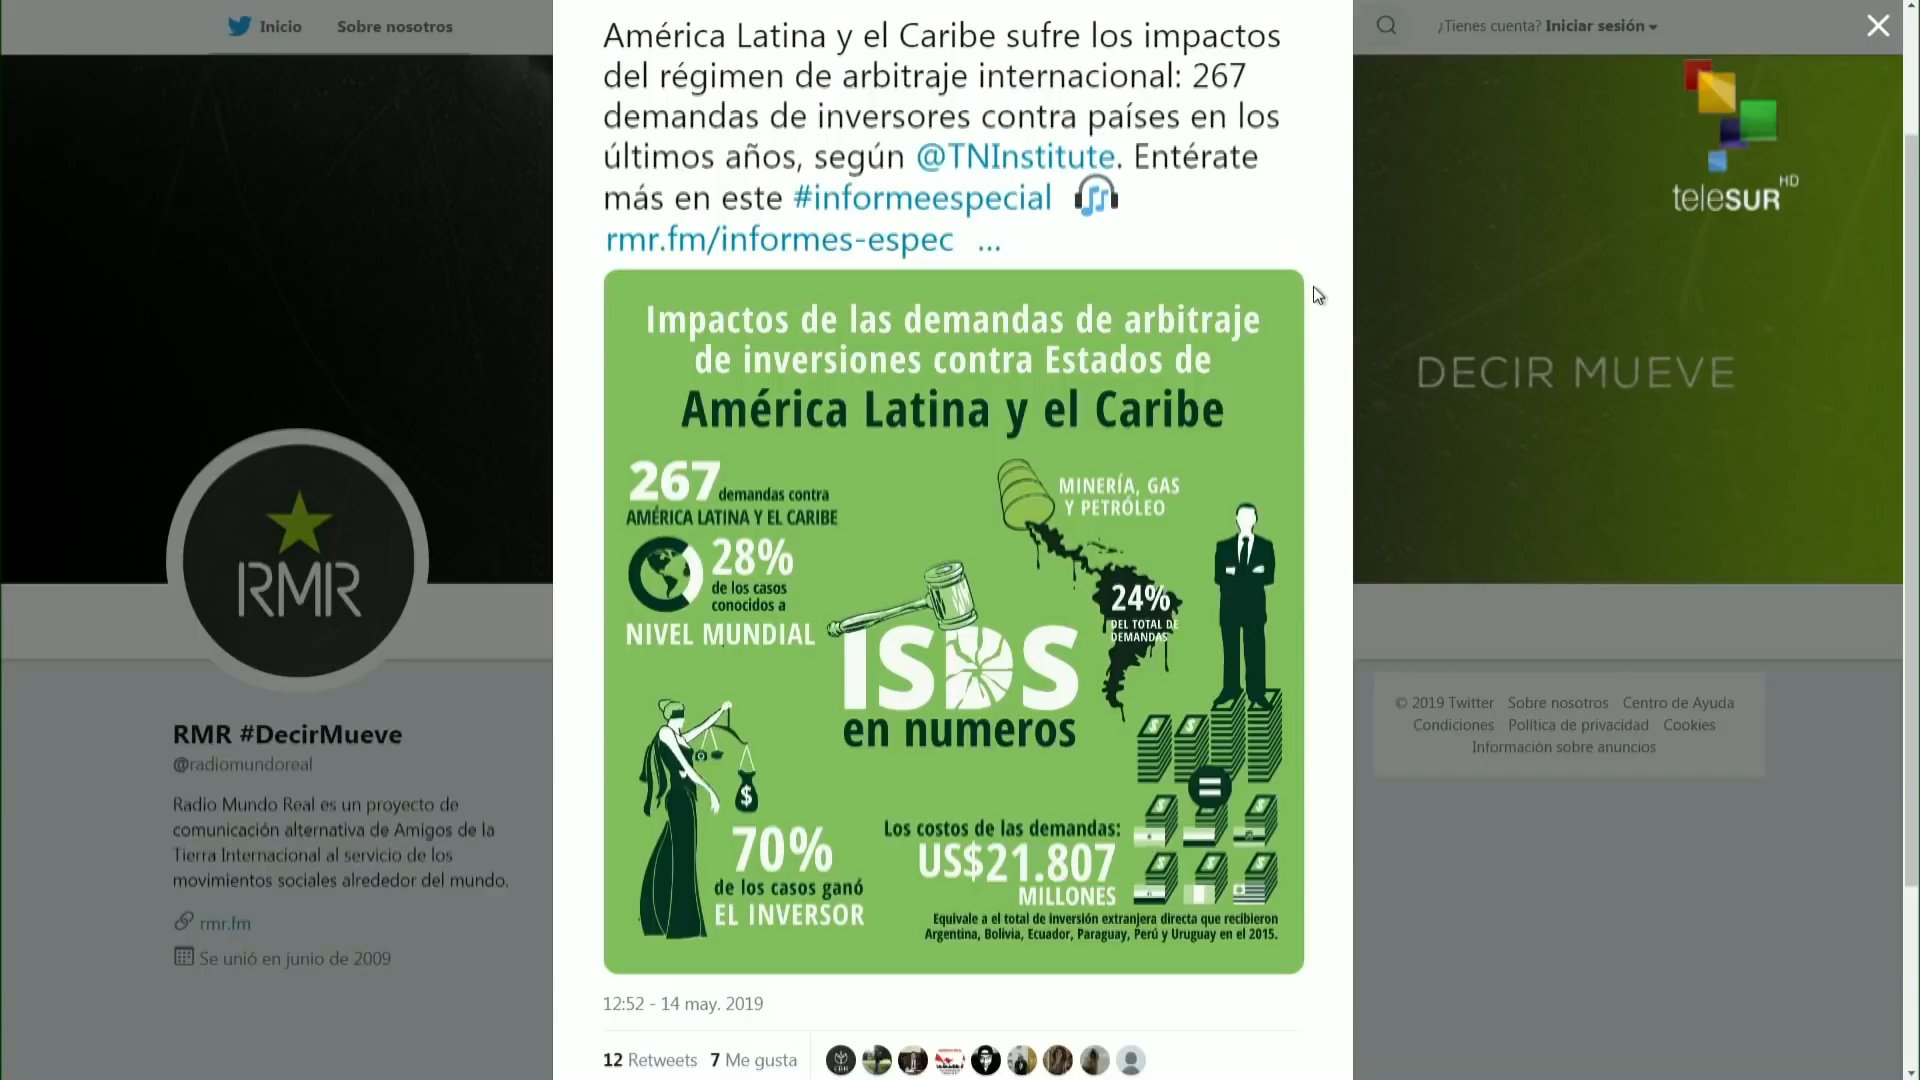 Inicio
Sobre nosotros
¿Tienes cuenta? Iniciar sesión
América Latina y el Caribe sufre los impactos
del régimen de arbitraje internacional: 267
demandas de inversores contra países en los
últimos años, según @TNInstitute. Entérate
más en este #informeespecial
rmr.fm/informes-espec ...
teleSUR HD
DECIR MUEVE
Impactos de las demandas de arbitraje
de inversiones contra Estados de
América Latina y el Caribe
267 demandas contra
AMÉRICA LATINA Y EL CARIBE
28%
de los casos
conocidos a
NIVEL MUNDIAL
MINERÍA, GAS
Y PETRÓLEO
24%
DEL TOTAL DE
DEMANDAS
ISDS
en numeros
$
70%
de los casos ganó
EL INVERSOR
Los costos de las demandas:
US$21.807
MILLONES
Equivale a el total de inversión extranjera directa que recibieron
Argentina, Bolivia, Ecuador, Paraguay, Perú y Uruguay en el 2015.
12:52 - 14 may. 2019
12 Retweets 7 Me gusta
RMR
RMR #DecirMueve
@radiomundoreal
Radio Mundo Real es un proyecto de
comunicación alternativa de Amigos de la
Tierra Internacional al servicio de los
movimientos sociales alrededor del mundo.
rmr.fm
Se unió en junio de 2009
© 2019 Twitter Sobre nosotros Centro de Ayuda
Condiciones Política de privacidad Cookies
Información sobre anuncios